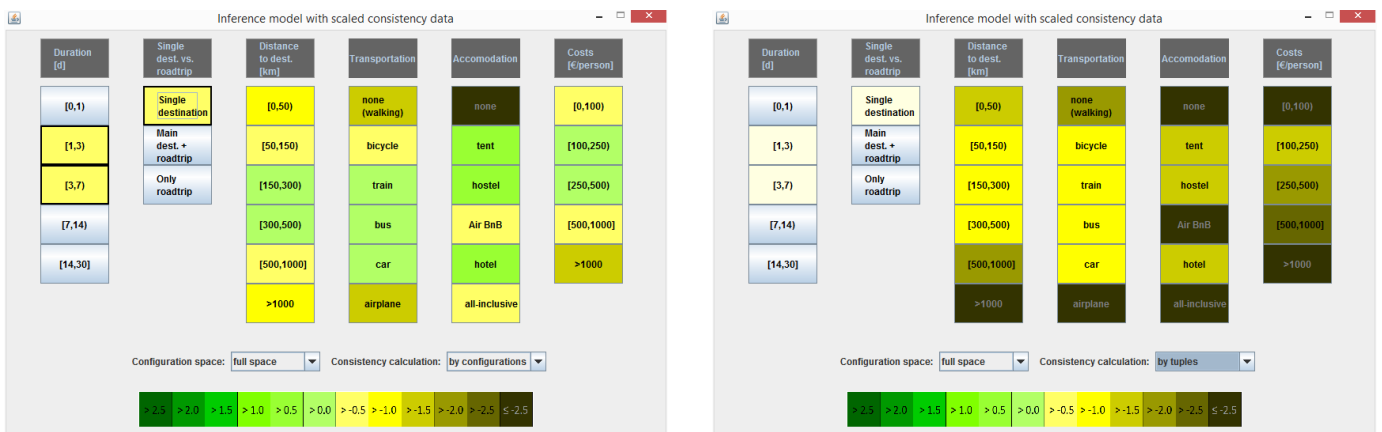 Inference model with scaled consistency data
Duration
[d]
Single
dest. vs.
roadtrip
Distance
to dest.
[km]
Transportation
Accomodation
Costs
[€/person]
[0,1)
Single
destination
[0,50)
none
(walking)
none
[0,100)
[1,3)
Main
dest. +
roadtrip
[50,150)
bicycle
tent
[100,250)
[3,7)
Only
roadtrip
[150,300)
train
hostel
[250,500)
[7,14)
[300,500)
bus
Air BnB
[500,1000]
[14,30]
[500,1000]
car
hotel
>1000
>1000
airplane
all-inclusive
Configuration space: full space Consistency calculation: by configurations
> 2.5 > 2.0 > 1.5 > 1.0 > 0.5 > 0.0 > -0.5 > -1.0 > -1.5 > -2.0 > -2.5 ≤ -2.5
Inference model with scaled consistency data
Duration
[d]
Single
dest. vs.
roadtrip
Distance
to dest.
[km]
Transportation
Accomodation
Costs
[€/person]
[0,1)
Single
destination
[0,50)
none
(walking)
none
[0,100)
[1,3)
Main
dest. +
roadtrip
[50,150)
bicycle
tent
[100,250)
[3,7)
Only
roadtrip
[150,300)
train
hostel
[250,500)
[7,14)
[300,500)
bus
Air BnB
[500,1000]
[14,30]
[500,1000]
car
hotel
>1000
>1000
airplane
all-inclusive
Configuration space: full space Consistency calculation: by tuples
> 2.5 > 2.0 > 1.5 > 1.0 > 0.5 > 0.0 > -0.5 > -1.0 > -1.5 > -2.0 > -2.5 ≤ -2.5